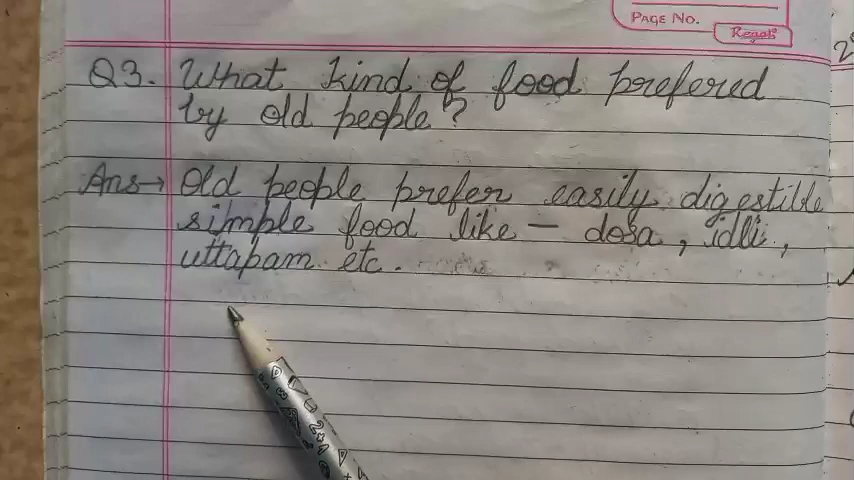 PAGE NO.
Regal
Q3. What kind of food prefered
by old people?
Ans→ Old people prefer easily digestible
simple food like - dosa, idli,
uttapam etc.